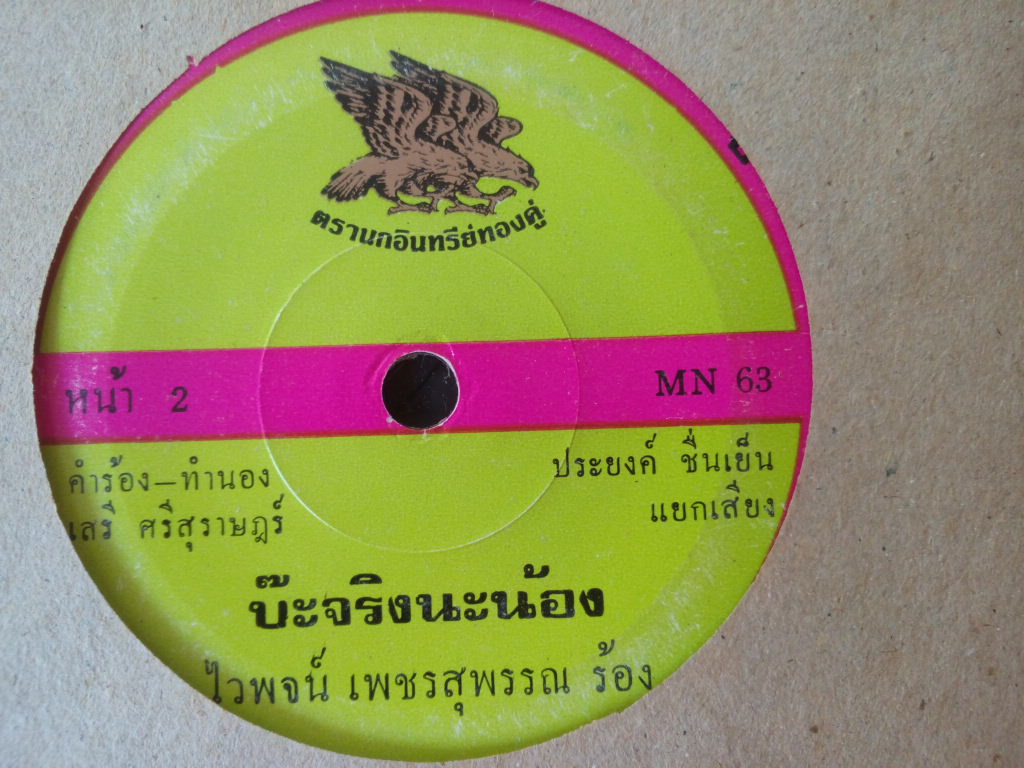 ตรานกอินทรีย์ทองคู่
หน้า 2
MN 63
คำร้อง–ทำนอง
เสรี ศรีสุราษฎร์
ประยงค์ ชื่นเย็น
แยกเสียง
บ๊ะจริงนะน้อง
ไวพจน์ เพชรสุพรรณ ร้อง